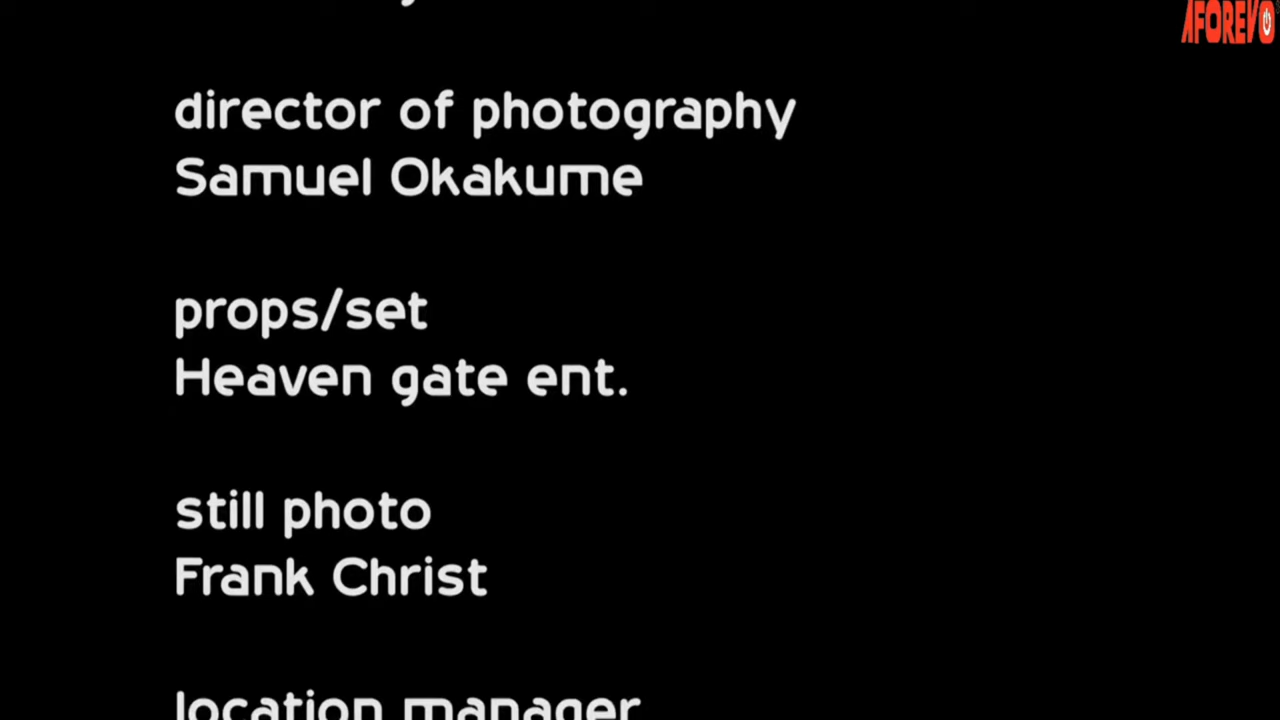 AFOREVO
director of photography
Samuel Okakume
props/set
Heaven gate ent.
still photo
Frank Christ
location manager